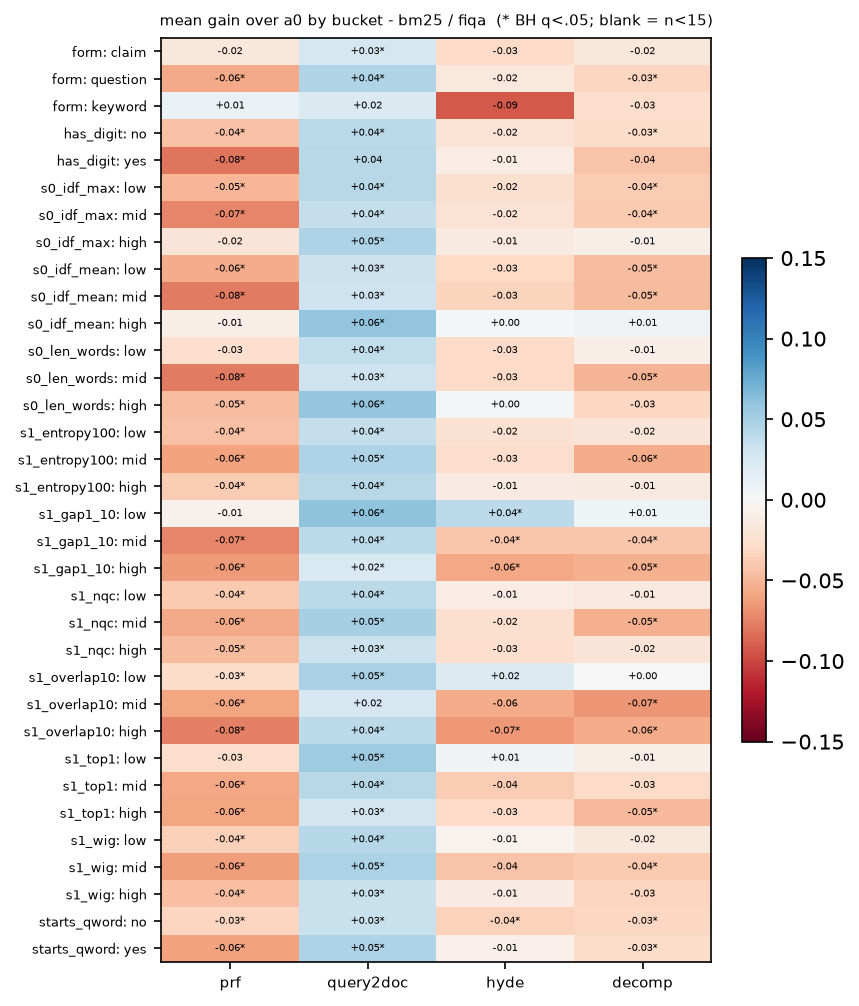 mean gain over a0 by bucket - bm25 / fiqa (* BH q<.05; blank = n<15)
form: claim -0.02 +0.03* -0.03 -0.02
form: question -0.06* +0.04* -0.02 -0.03*
form: keyword +0.01 +0.02 -0.09 -0.03
has_digit: no -0.04* +0.04* -0.02 -0.03*
has_digit: yes -0.08* +0.04 -0.01 -0.04
s0_idf_max: low -0.05* +0.04* -0.02 -0.04*
s0_idf_max: mid -0.07* +0.04* -0.02 -0.04*
s0_idf_max: high -0.02 +0.05* -0.01 -0.01
s0_idf_mean: low -0.06* +0.03* -0.03 -0.05*
s0_idf_mean: mid -0.08* +0.03* -0.03 -0.05*
s0_idf_mean: high -0.01 +0.06* +0.00 +0.01
s0_len_words: low -0.03 +0.04* -0.03 -0.01
s0_len_words: mid -0.08* +0.03* -0.03 -0.05*
s0_len_words: high -0.05* +0.06* +0.00 -0.03
s1_entropy100: low -0.04* +0.04* -0.02 -0.02
s1_entropy100: mid -0.06* +0.05* -0.03 -0.06*
s1_entropy100: high -0.04* +0.04* -0.01 -0.01
s1_gap1_10: low -0.01 +0.06* +0.04* +0.01
s1_gap1_10: mid -0.07* +0.04* -0.04* -0.04*
s1_gap1_10: high -0.06* +0.02* -0.06* -0.05*
s1_nqc: low -0.04* +0.04* -0.01 -0.01
s1_nqc: mid -0.06* +0.05* -0.02 -0.05*
s1_nqc: high -0.05* +0.03* -0.03 -0.02
s1_overlap10: low -0.03* +0.05* +0.02 +0.00
s1_overlap10: mid -0.06* +0.02 -0.06 -0.07*
s1_overlap10: high -0.08* +0.04* -0.07* -0.06*
s1_top1: low -0.03 +0.05* +0.01 -0.01
s1_top1: mid -0.06* +0.04* -0.04 -0.03
s1_top1: high -0.06* +0.03* -0.03 -0.05*
s1_wig: low -0.04* +0.04* -0.01 -0.02
s1_wig: mid -0.06* +0.05* -0.04 -0.04*
s1_wig: high -0.04* +0.03* -0.01 -0.03
starts_qword: no -0.03* +0.03* -0.04* -0.03*
starts_qword: yes -0.06* +0.05* -0.01 -0.03*
prf query2doc hyde decomp
0.15
0.10
0.05
0.00
−0.05
−0.10
−0.15